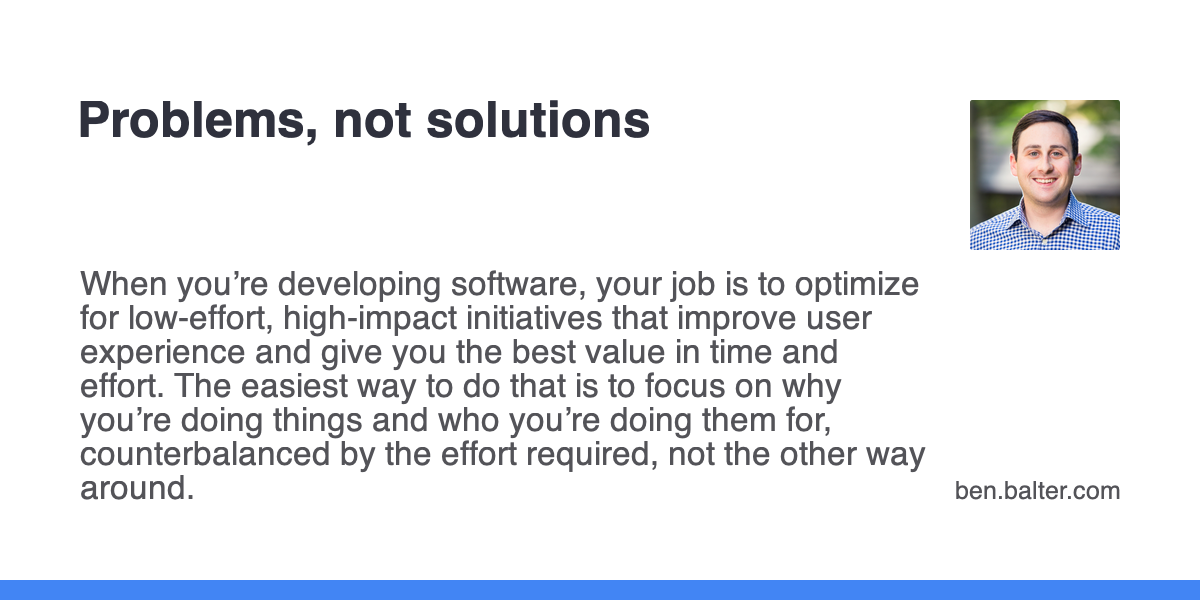 Problems, not solutions
When you’re developing software, your job is to optimize
for low-effort, high-impact initiatives that improve user
experience and give you the best value in time and
effort. The easiest way to do that is to focus on why
you’re doing things and who you’re doing them for,
counterbalanced by the effort required, not the other way
around.
ben.balter.com